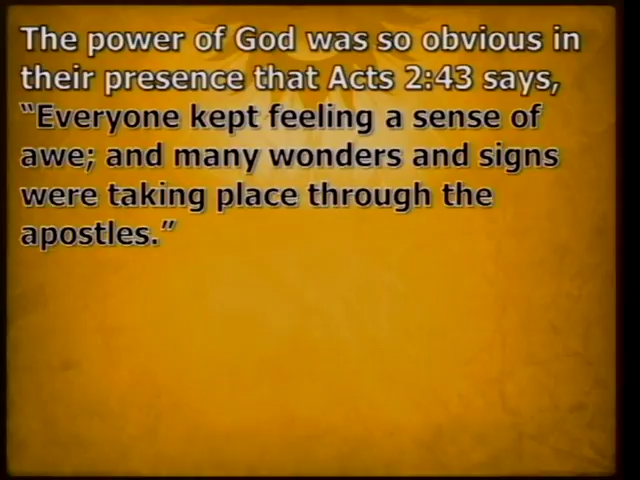 The power of God was so obvious in
their presence that Acts 2:43 says,
“Everyone kept feeling a sense of
awe; and many wonders and signs
were taking place through the
apostles.”